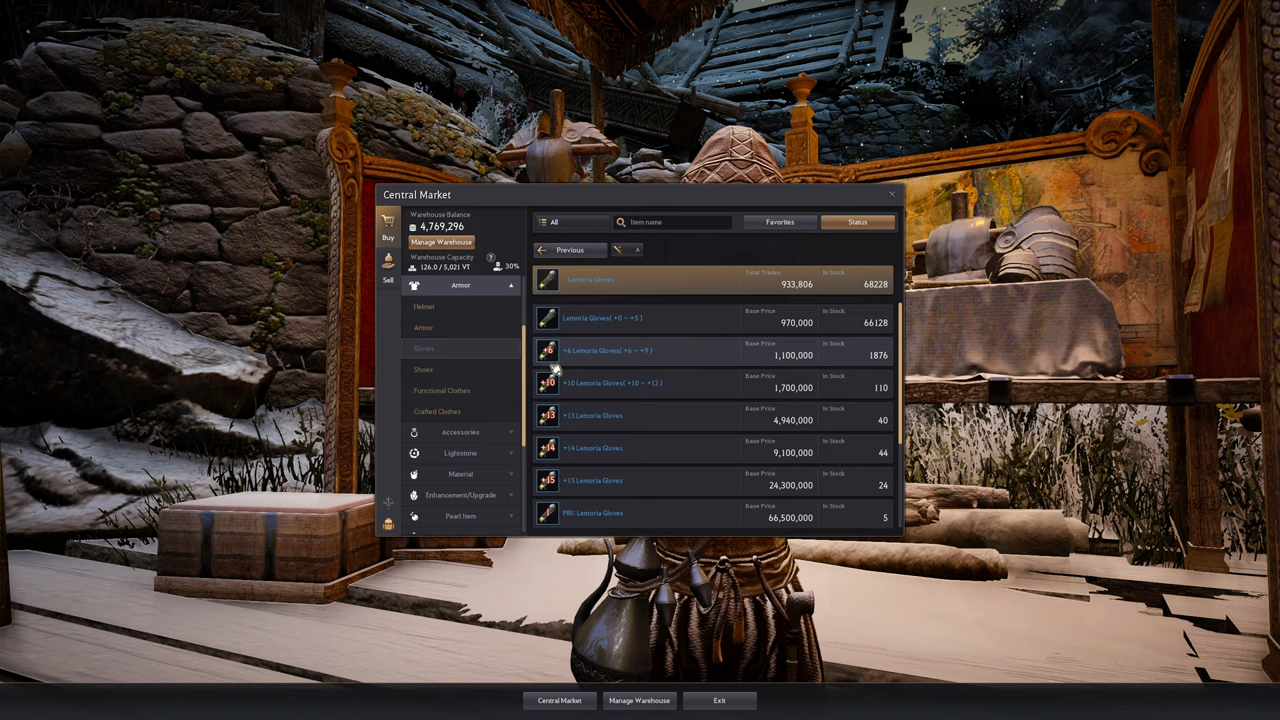 Central Market
Buy
Sell
Warehouse Balance
4,769,296
Manage Warehouse
Warehouse Capacity
126.0 / 5,021 VT
?
30%
Armor
Helmet
Armor
Gloves
Shoes
Functional Clothes
Crafted Clothes
Accessories
Lightstone
Material
Enhancement/Upgrade
Pearl Item
All
Item name
Favorites
Status
Previous
Lemoria Gloves
Total Trades
933,806
In Stock
68228
Lemoria Gloves( +0 ~ +5 )
Base Price
970,000
In Stock
66128
+6
+6 Lemoria Gloves( +6 ~ +9 )
Base Price
1,100,000
In Stock
1876
+10
+10 Lemoria Gloves( +10 ~ +12 )
Base Price
1,700,000
In Stock
110
+13
+13 Lemoria Gloves
Base Price
4,940,000
In Stock
40
+14
+14 Lemoria Gloves
Base Price
9,100,000
In Stock
44
+15
+15 Lemoria Gloves
Base Price
24,300,000
In Stock
24
I
PRI: Lemoria Gloves
Base Price
66,500,000
In Stock
5
Central Market
Manage Warehouse
Exit